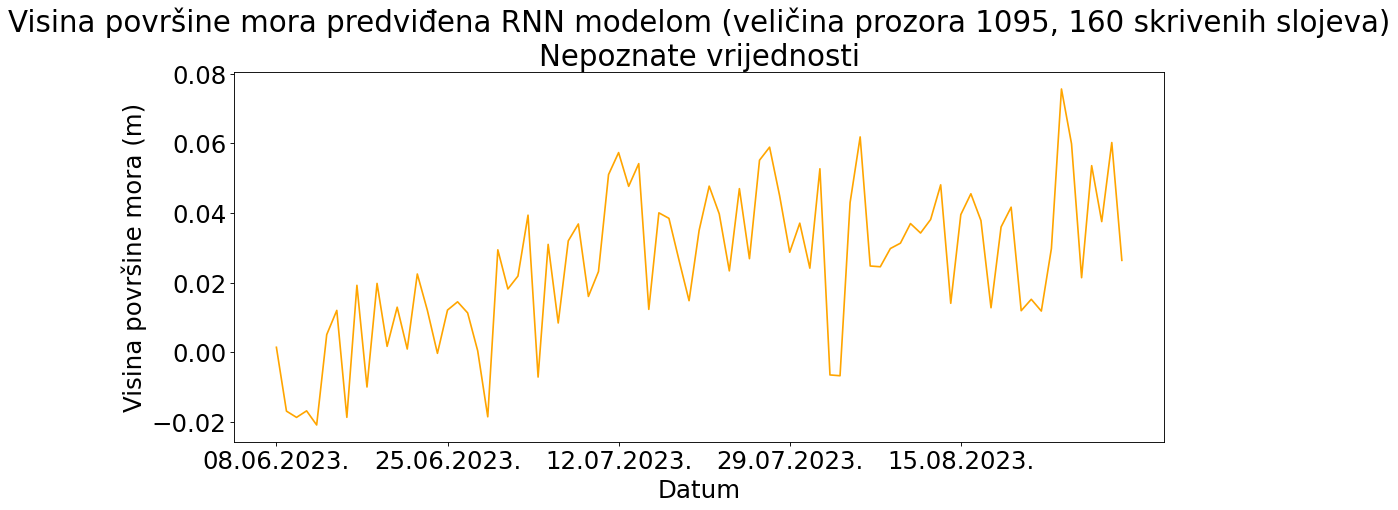 Visina površine mora predviđena RNN modelom (veličina prozora 1095, 160 skrivenih slojeva)
Nepoznate vrijednosti
Visina površine mora (m)
0.08
0.06
0.04
0.02
0.00
−0.02
08.06.2023.
25.06.2023.
12.07.2023.
29.07.2023.
15.08.2023.
Datum